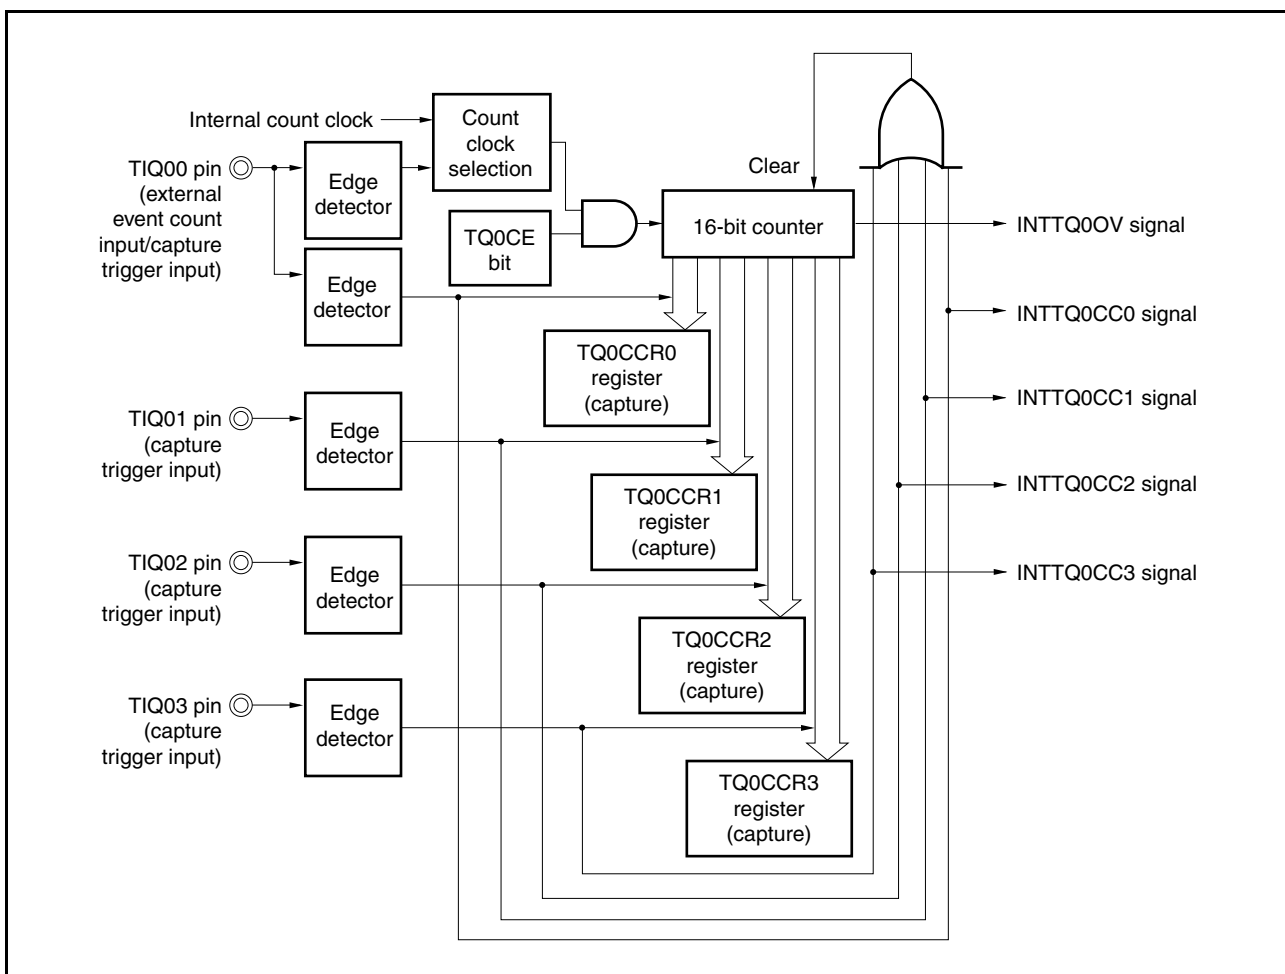 Internal count clock
Count
clock
selection
TIQ00 pin
(external
event count
input/capture
trigger input)
Edge
detector
TQ0CE
bit
Clear
16-bit counter
INTTQ0OV signal
Edge
detector
INTTQ0CC0 signal
TQ0CCR0
register
(capture)
TIQ01 pin
(capture
trigger input)
Edge
detector
INTTQ0CC1 signal
TQ0CCR1
register
(capture)
INTTQ0CC2 signal
TIQ02 pin
(capture
trigger input)
Edge
detector
INTTQ0CC3 signal
TQ0CCR2
register
(capture)
TIQ03 pin
(capture
trigger input)
Edge
detector
TQ0CCR3
register
(capture)